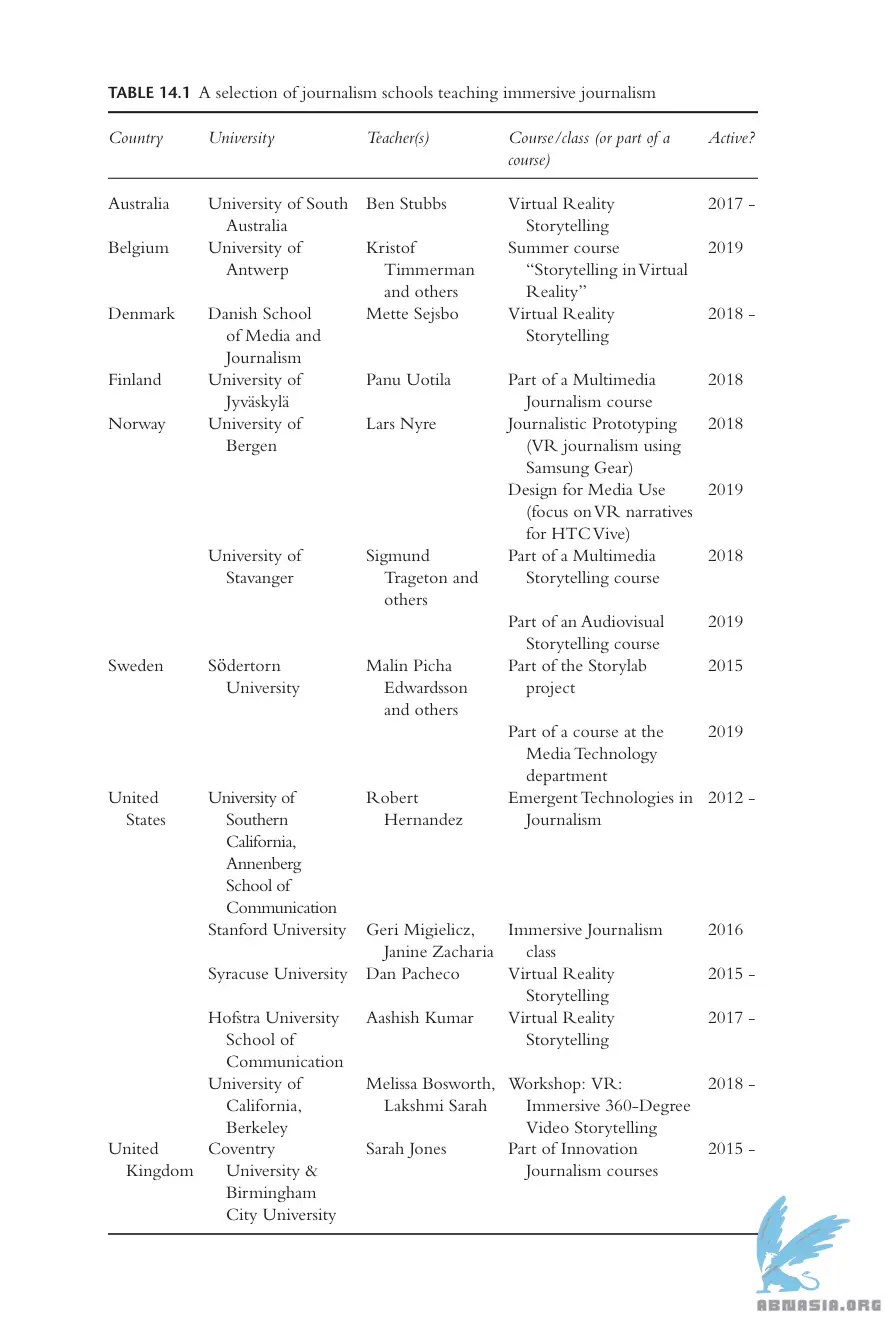 TABLE 14.1 A selection of journalism schools teaching immersive journalism
Country University Teacher(s) Course/class (or part of a Active?
course)
Australia University of South Ben Stubbs Virtual Reality 2017 -
Australia Storytelling
Belgium University of Kristof Summer course 2019
Antwerp Timmerman “Storytelling in Virtual
and others Reality”
Denmark Danish School Mette Sejsbo Virtual Reality 2018 -
of Media and Storytelling
Journalism
Finland University of Panu Uotila Part of a Multimedia 2018
Jyväskylä Journalism course
Norway University of Lars Nyre Journalistic Prototyping 2018
Bergen (VR journalism using
Samsung Gear)
Design for Media Use 2019
(focus on VR narratives
for HTC Vive)
University of Sigmund Part of a Multimedia 2018
Stavanger Trageton and Storytelling course
others
Part of an Audiovisual 2019
Storytelling course
Sweden Södertorn Malin Picha Part of the Storylab 2015
University Edwardsson project
and others
Part of a course at the 2019
Media Technology
department
United University of Robert Emergent Technologies in 2012 -
States Southern Hernandez Journalism
California,
Annenberg
School of
Communication
Stanford University Geri Migielicz, Immersive Journalism 2016
Janine Zacharia class
Syracuse University Dan Pacheco Virtual Reality 2015 -
Storytelling
Hofstra University Aashish Kumar Virtual Reality 2017 -
School of Storytelling
Communication
University of Melissa Bosworth, Workshop: VR: 2018 -
California, Lakshmi Sarah Immersive 360-Degree
Berkeley Video Storytelling
United Coventry Sarah Jones Part of Innovation 2015 -
Kingdom University & Journalism courses
Birmingham
City University
ABNASIA.ORG